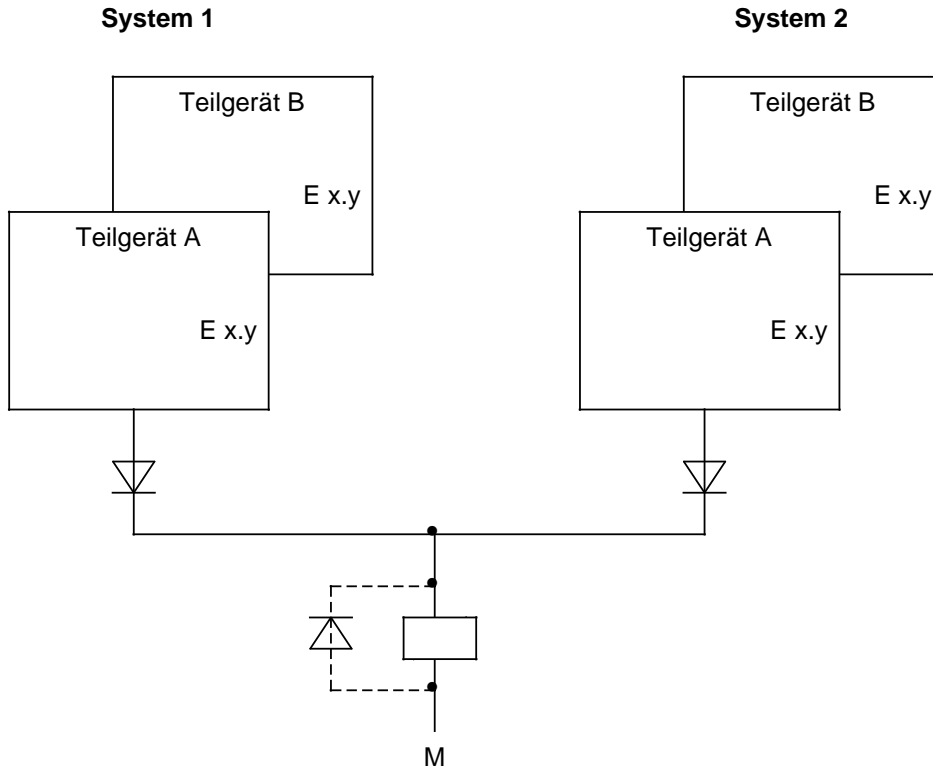 System 1
System 2
Teilgerät B
E x.y
Teilgerät A
E x.y
Teilgerät B
E x.y
Teilgerät A
E x.y
M